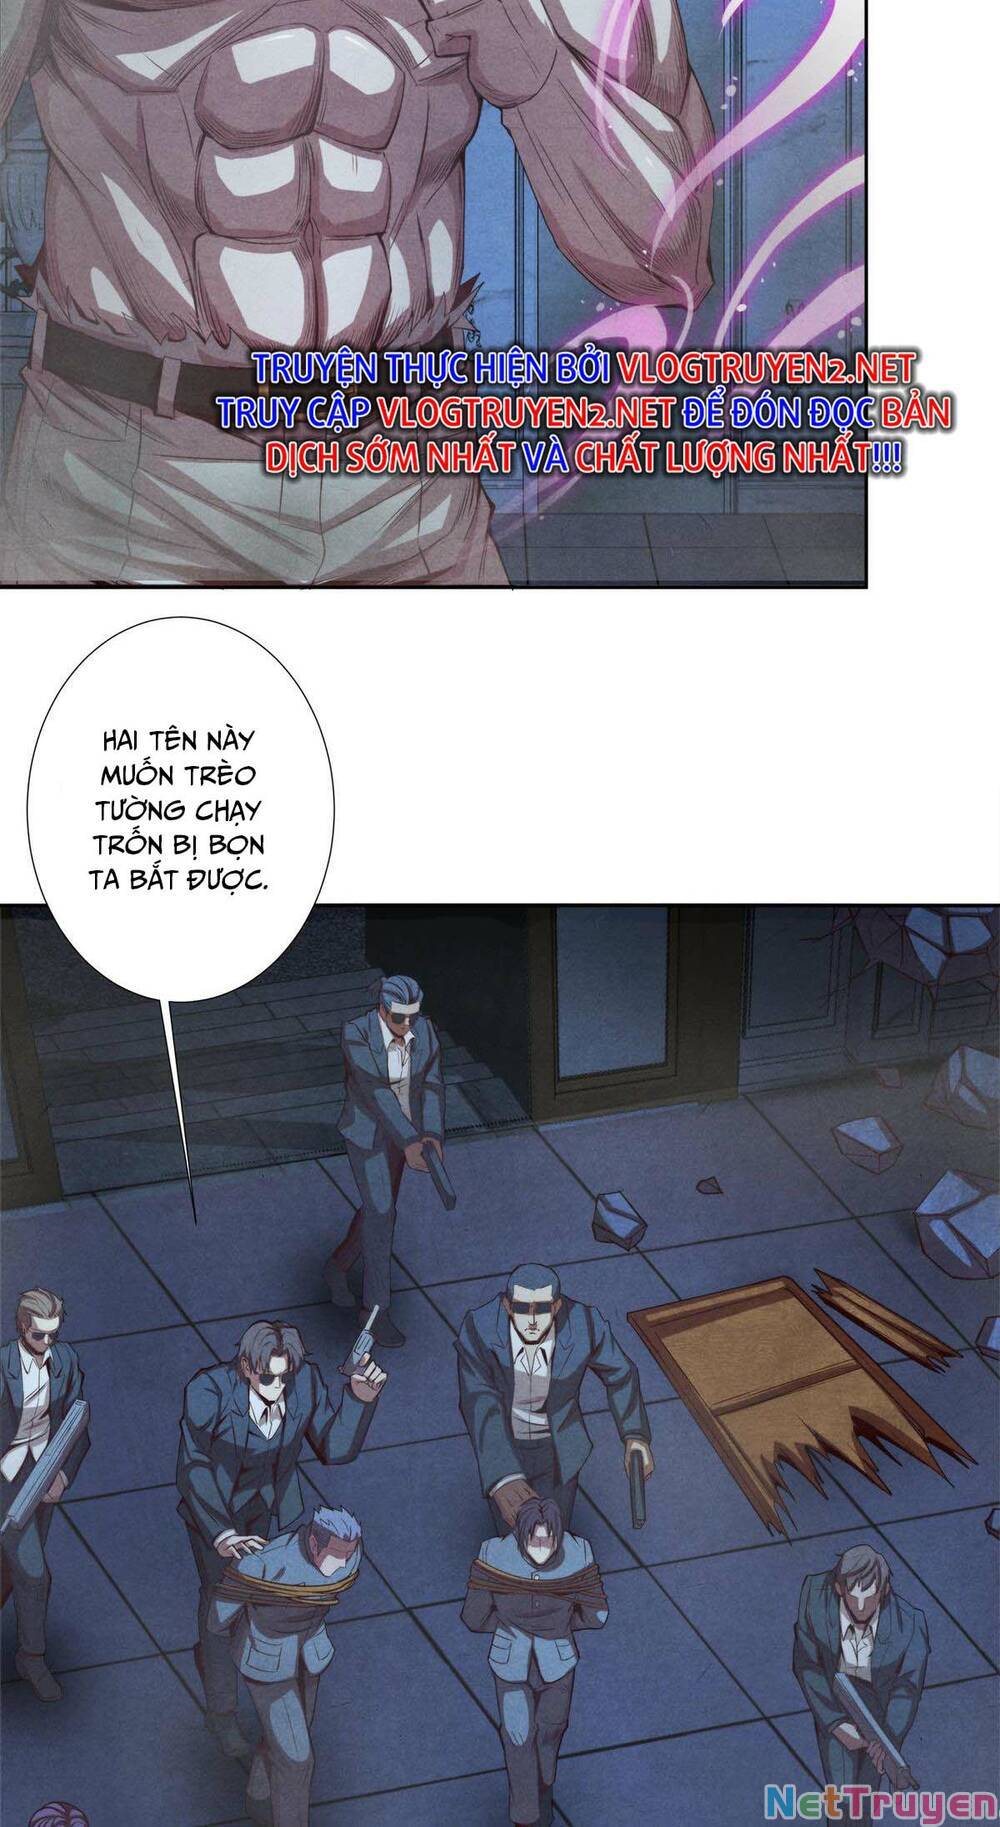 TRUYỆN THỰC HIỆN BỞI VLOGTRUYEN2.NET
TRUY CẬP VLOGTRUYEN2.NET ĐỂ ĐÓN ĐỌC BẢN
DỊCH SỚM NHẤT VÀ CHẤT LƯỢNG NHẤT!!!
HAI TÊN NÀY
MUỐN TRÈO
TƯỜNG CHẠY
TRỐN BỊ BỌN
TA BẮT ĐƯỢC.
NetTruyen